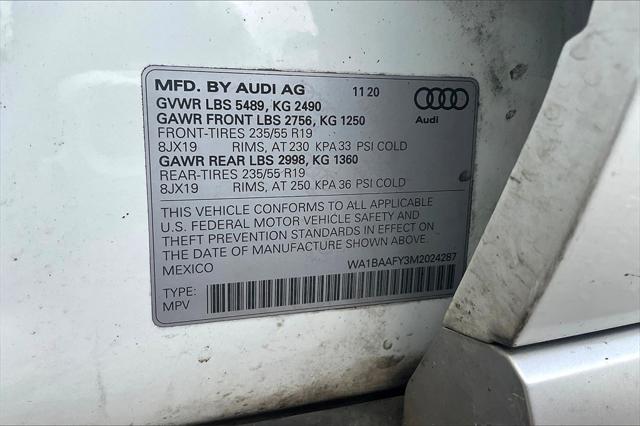 MFD. BY AUDI AG 11 20
GVWR LBS 5489, KG 2490
GAWR FRONT LBS 2756, KG 1250
FRONT-TIRES 235/55 R19
8JX19 RIMS, AT 230 KPA 33 PSI COLD
GAWR REAR LBS 2998, KG 1360
REAR-TIRES 235/55 R19
8JX19 RIMS, AT 250 KPA 36 PSI COLD
Audi
THIS VEHICLE CONFORMS TO ALL APPLICABLE
U.S. FEDERAL MOTOR VEHICLE SAFETY AND
THEFT PREVENTION STANDARDS IN EFFECT ON
THE DATE OF MANUFACTURE SHOWN ABOVE.
MEXICO WA1BAAFY3M2024287
TYPE:
MPV